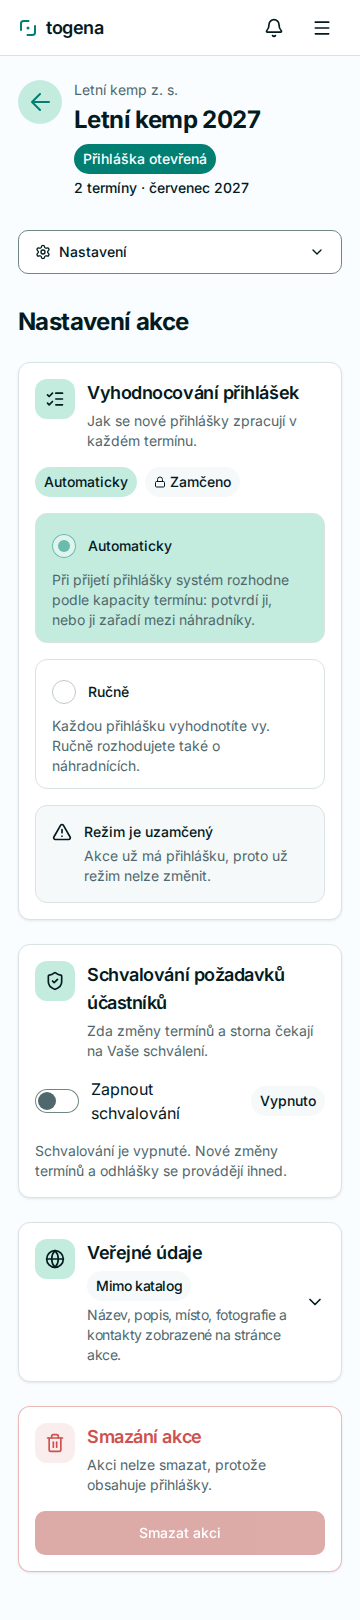 togena
Letní kemp z. s.
Letní kemp 2027
Přihláška otevřená
2 termíny · červenec 2027
Nastavení
Nastavení akce
Vyhodnocování přihlášek
Jak se nové přihlášky zpracují v
každém termínu.
Automaticky
Zamčeno
Automaticky
Při přijetí přihlášky systém rozhodne
podle kapacity termínu: potvrdí ji,
nebo ji zařadí mezi náhradníky.
Ručně
Každou přihlášku vyhodnotíte vy.
Ručně rozhodujete také o
náhradnících.
Režim je uzamčený
Akce už má přihlášku, proto už
režim nelze změnit.
Schvalování požadavků
účastníků
Zda změny termínů a storna čekají
na Vaše schválení.
Zapnout
schvalování
Vypnuto
Schvalování je vypnuté. Nové změny
termínů a odhlášky se provádějí ihned.
Veřejné údaje
Mimo katalog
Název, popis, místo, fotografie a
kontakty zobrazené na stránce
akce.
Smazání akce
Akci nelze smazat, protože
obsahuje přihlášky.
Smazat akci